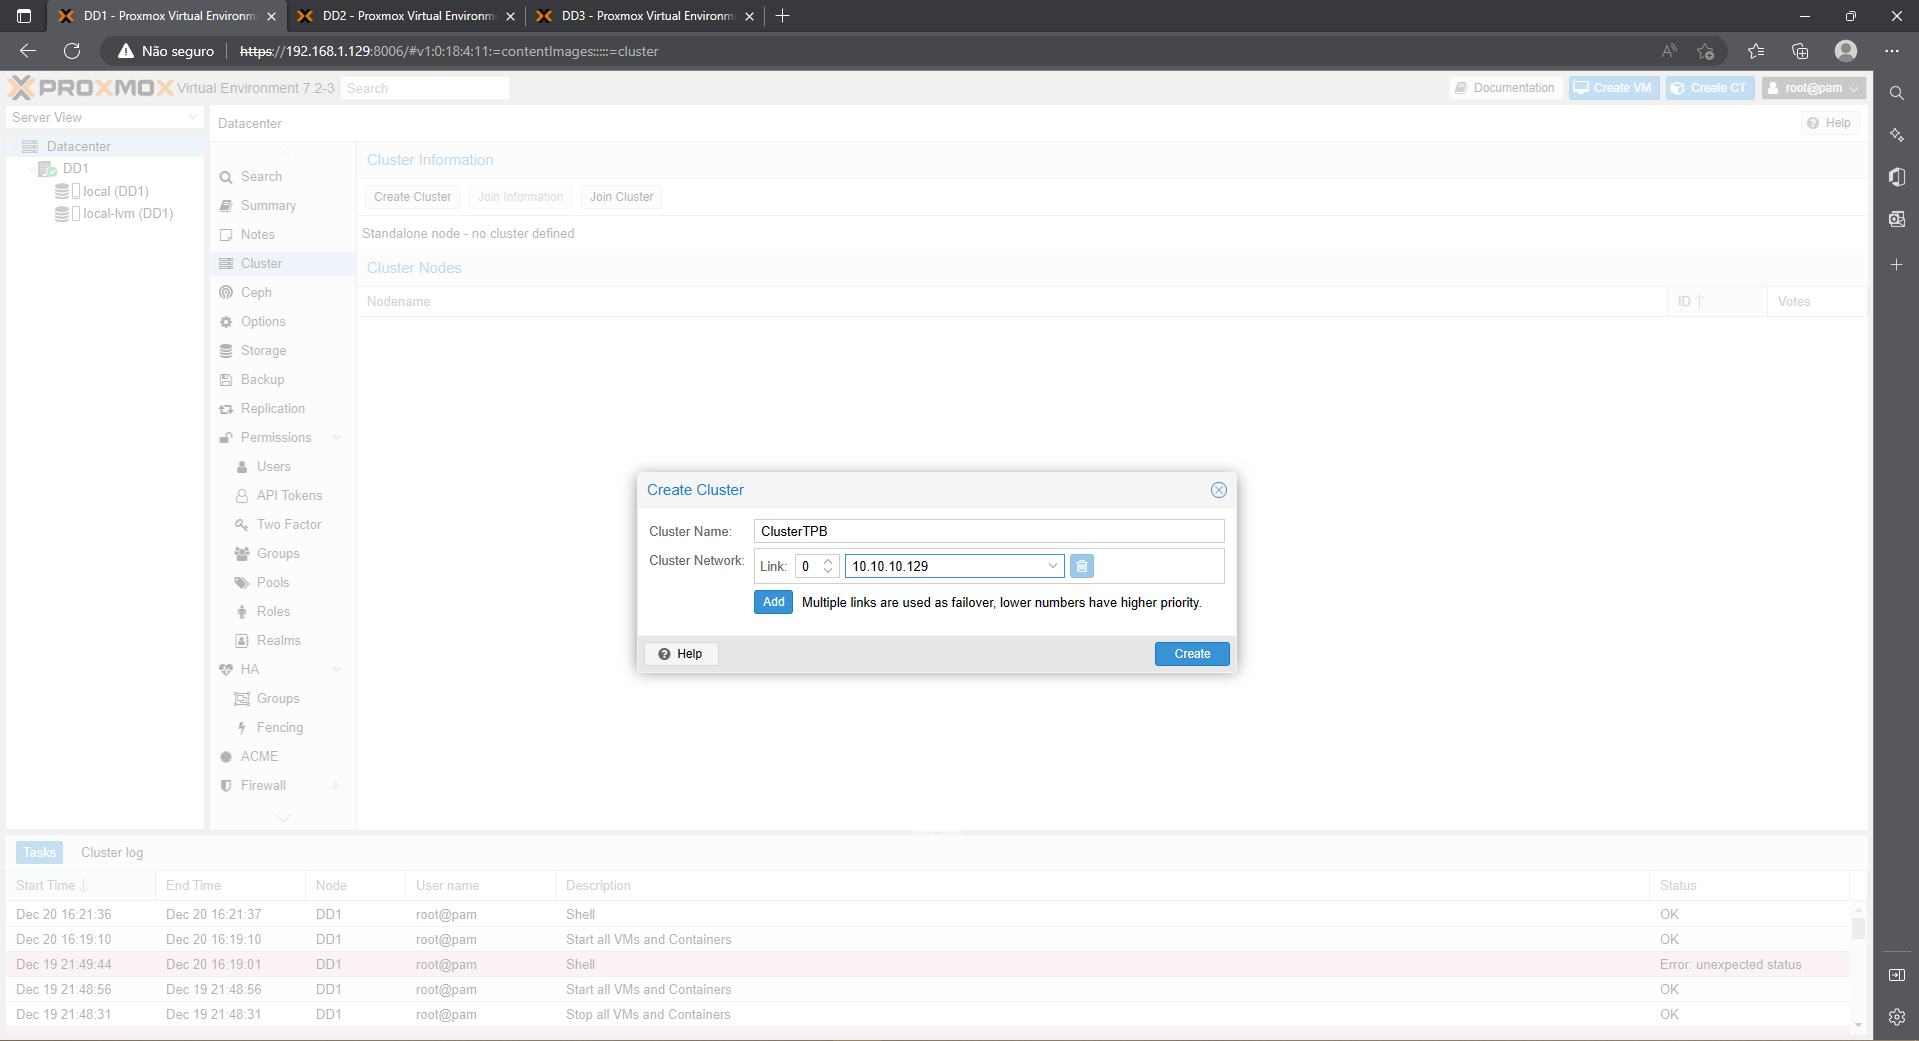 DD1 - Proxmox Virtual Environm
DD2 - Proxmox Virtual Environm
DD3 - Proxmox Virtual Environm
Não seguro
https://192.168.1.129:8006/#v1:0:18:4:11:=contentImages:::::=cluster
PROXMOX Virtual Environment 7.2-3
Search
Documentation
Create VM
Create CT
root@pam
Server View
Datacenter
Help
Datacenter
DD1
local (DD1)
local-lvm (DD1)
Search
Summary
Notes
Cluster
Ceph
Options
Storage
Backup
Replication
Permissions
Users
API Tokens
Two Factor
Groups
Pools
Roles
Realms
HA
Groups
Fencing
ACME
Firewall
Cluster Information
Create Cluster
Join Information
Join Cluster
Standalone node - no cluster defined
Cluster Nodes
Nodename
ID
Votes
Create Cluster
Cluster Name:
ClusterTPB
Cluster Network:
Link:
0
10.10.10.129
Add
Multiple links are used as failover, lower numbers have higher priority.
Help
Create
Tasks
Cluster log
Start Time
End Time
Node
User name
Description
Status
Dec 20 16:21:36 Dec 20 16:21:37 DD1 root@pam Shell OK
Dec 20 16:19:10 Dec 20 16:19:10 DD1 root@pam Start all VMs and Containers OK
Dec 19 21:49:44 Dec 20 16:19:01 DD1 root@pam Shell Error: unexpected status
Dec 19 21:48:56 Dec 19 21:48:56 DD1 root@pam Start all VMs and Containers OK
Dec 19 21:48:31 Dec 19 21:48:31 DD1 root@pam Stop all VMs and Containers OK